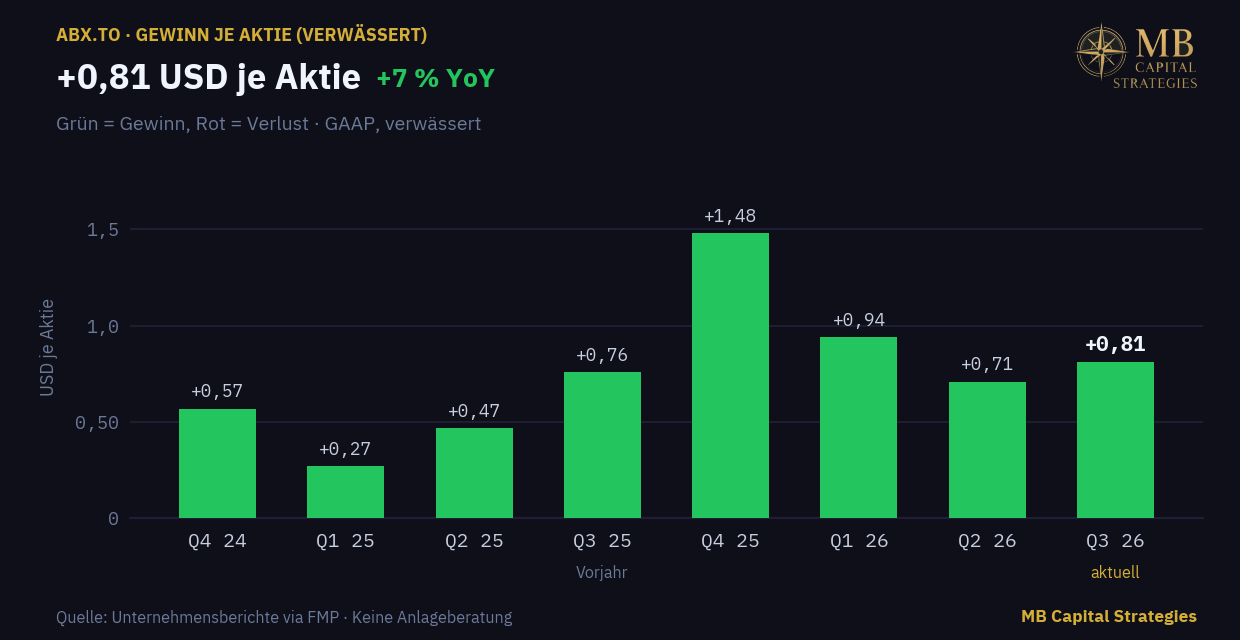 ABX.TO · GEWINN JE AKTIE (VERWÄSSERT)
+0,81 USD je Aktie +7 % YoY
Grün = Gewinn, Rot = Verlust · GAAP, verwässert
MB
CAPITAL
STRATEGIES
USD je Aktie
1,5
1,0
0,50
0
+0,57
+0,27
+0,47
+0,76
+1,48
+0,94
+0,71
+0,81
Q4 24
Q1 25
Q2 25
Q3 25
Q4 25
Q1 26
Q2 26
Q3 26
Vorjahr
aktuell
Quelle: Unternehmensberichte via FMP · Keine Anlageberatung
MB Capital Strategies